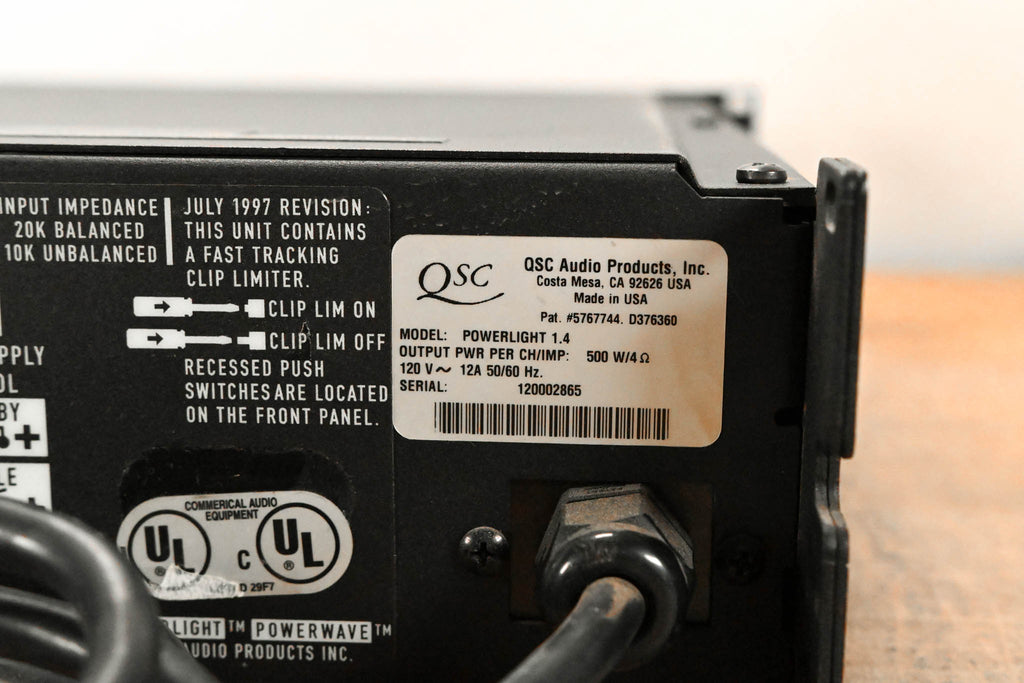 INPUT IMPEDANCE
20K BALANCED
10K UNBALANCED
JULY 1997 REVISION:
THIS UNIT CONTAINS
A FAST TRACKING
CLIP LIMITER.
CLIP LIM ON
CLIP LIM OFF
RECESSED PUSH
SWITCHES ARE LOCATED
ON THE FRONT PANEL.
PPLY
OL
BY
+
LE
QSC
QSC Audio Products, Inc.
Costa Mesa, CA 92626 USA
Made in USA
Pat. #5767744. D376360
MODEL: POWERLIGHT 1.4
OUTPUT PWR PER CH/IMP: 500 W/4 Ω
120 V ~ 12A 50/60 Hz.
SERIAL: 120002865
COMMERICAL AUDIO
EQUIPMENT
UL ® C UL ®
D 29F7
LIGHT™ POWERWAVE™
AUDIO PRODUCTS INC.